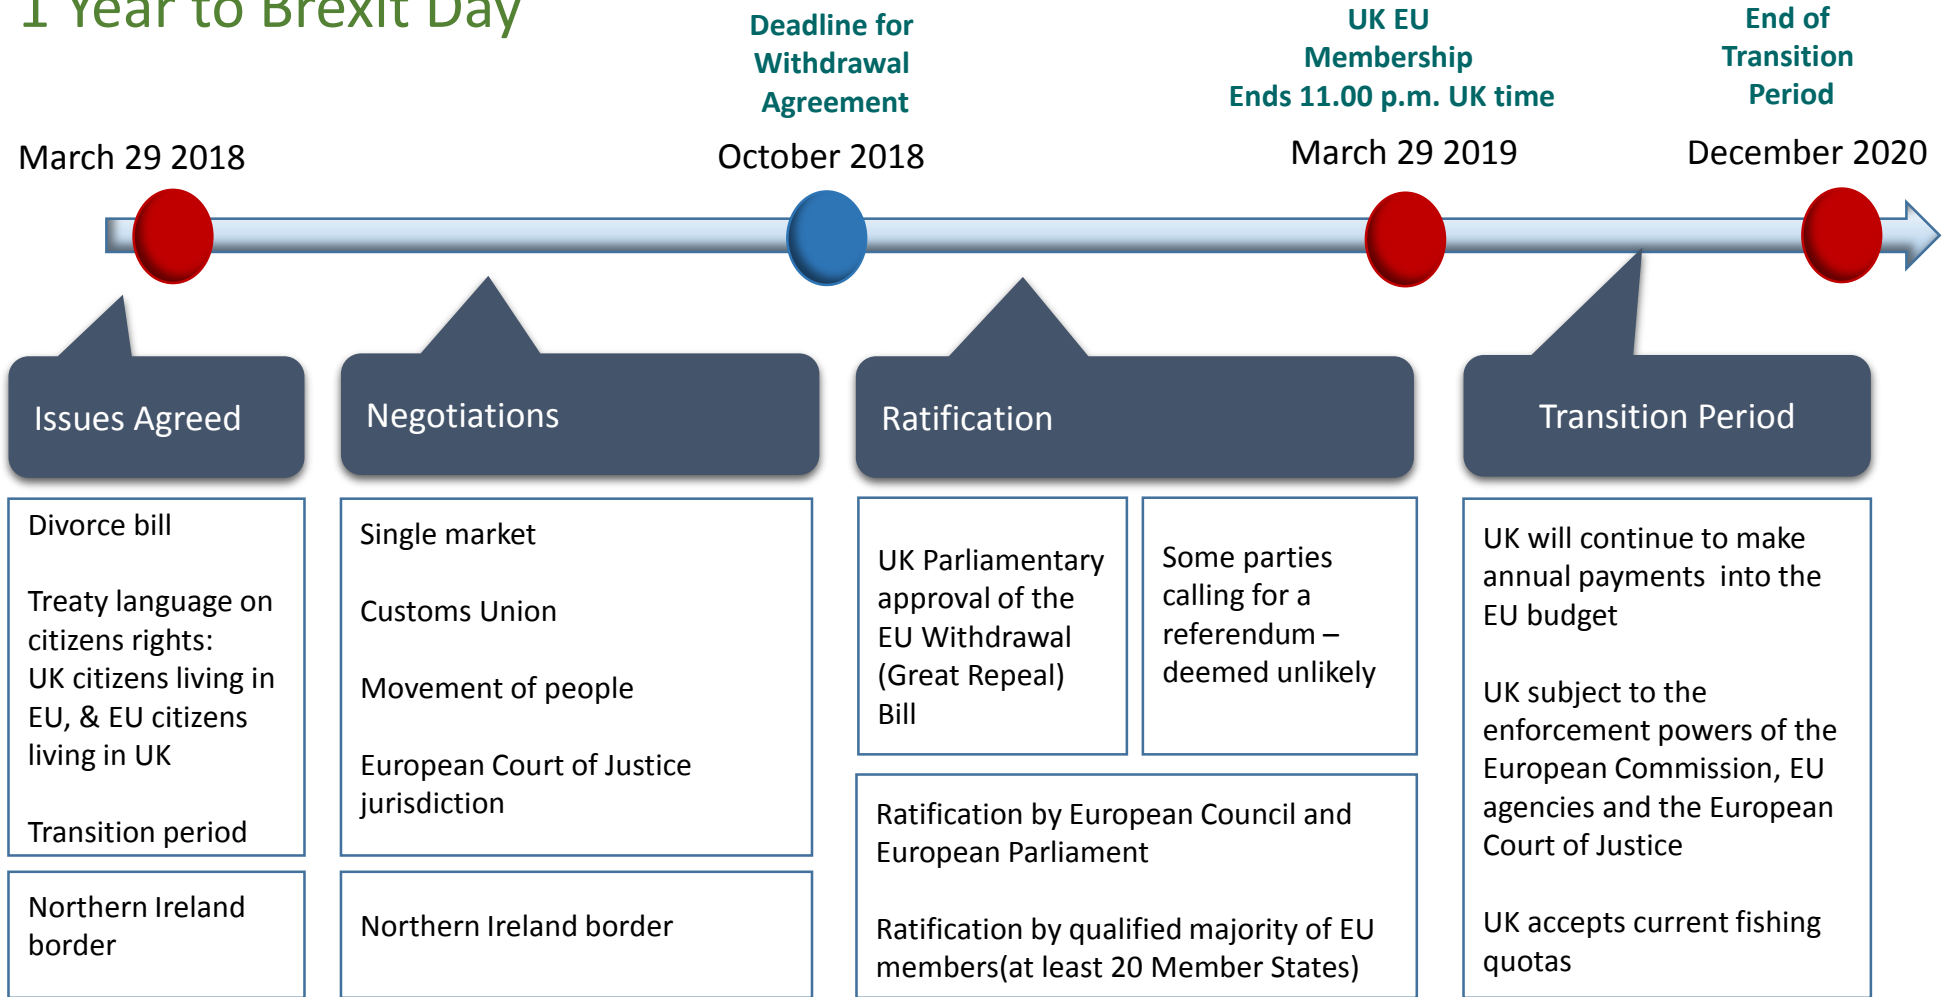 1 Year to Brexit Day
Deadline for
Withdrawal
Agreement
UK EU
Membership
Ends 11.00 p.m. UK time
End of
Transition
Period
March 29 2018
October 2018
March 29 2019
December 2020
Issues Agreed
Negotiations
Ratification
Transition Period
Divorce bill
Treaty language on
citizens rights:
UK citizens living in
EU, & EU citizens
living in UK
Transition period
Northern Ireland
border
Single market
Customs Union
Movement of people
European Court of Justice
jurisdiction
Northern Ireland border
UK Parliamentary
approval of the
EU Withdrawal
(Great Repeal)
Bill
Some parties
calling for a
referendum –
deemed unlikely
Ratification by European Council and
European Parliament
Ratification by qualified majority of EU
members(at least 20 Member States)
UK will continue to make
annual payments  into the
EU budget
UK subject to the
enforcement powers of the
European Commission, EU
agencies and the European
Court of Justice
UK accepts current fishing
quotas